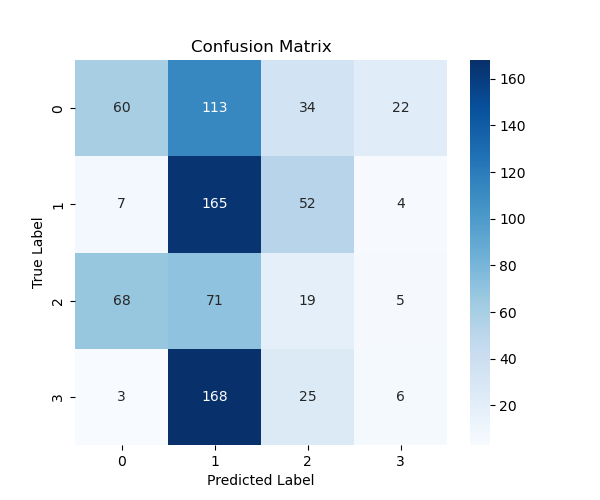 Confusion Matrix
True Label
0 60 113 34 22
1 7 165 52 4
2 68 71 19 5
3 3 168 25 6
0 1 2 3
Predicted Label
160
140
120
100
80
60
40
20